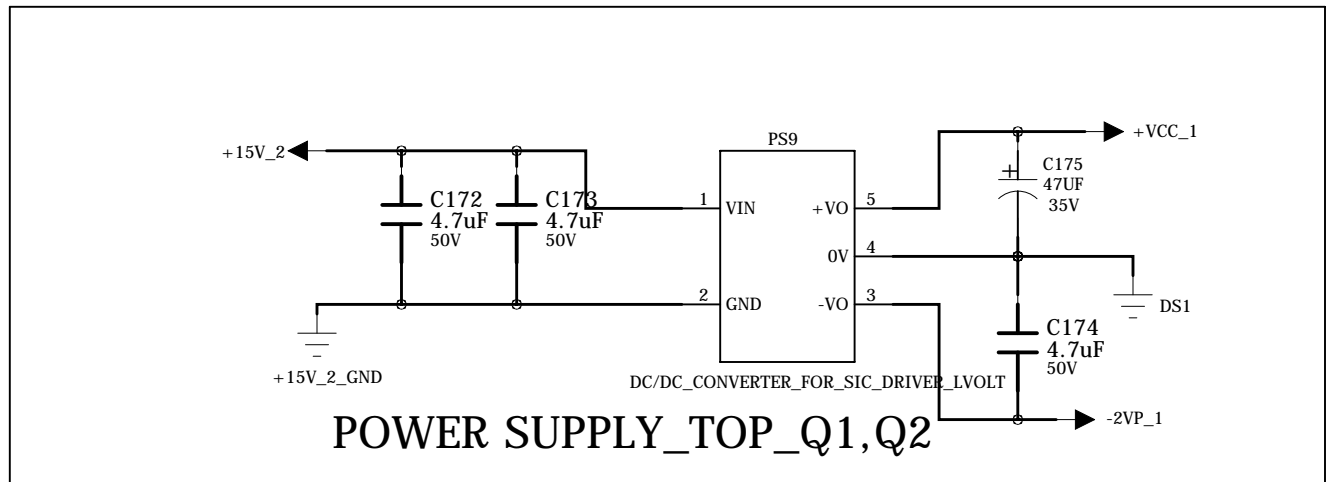 PS9
+15V_2
+VCC_1
C175
47UF
35V
C172
4.7uF
50V
C173
4.7uF
50V
1
VIN
+VO
5
0V
4
2
GND
-VO
3
DS1
C174
4.7uF
50V
+15V_2_GND
DC/DC_CONVERTER_FOR_SIC_DRIVER_LVOLT
-2VP_1
POWER SUPPLY_TOP_Q1,Q2